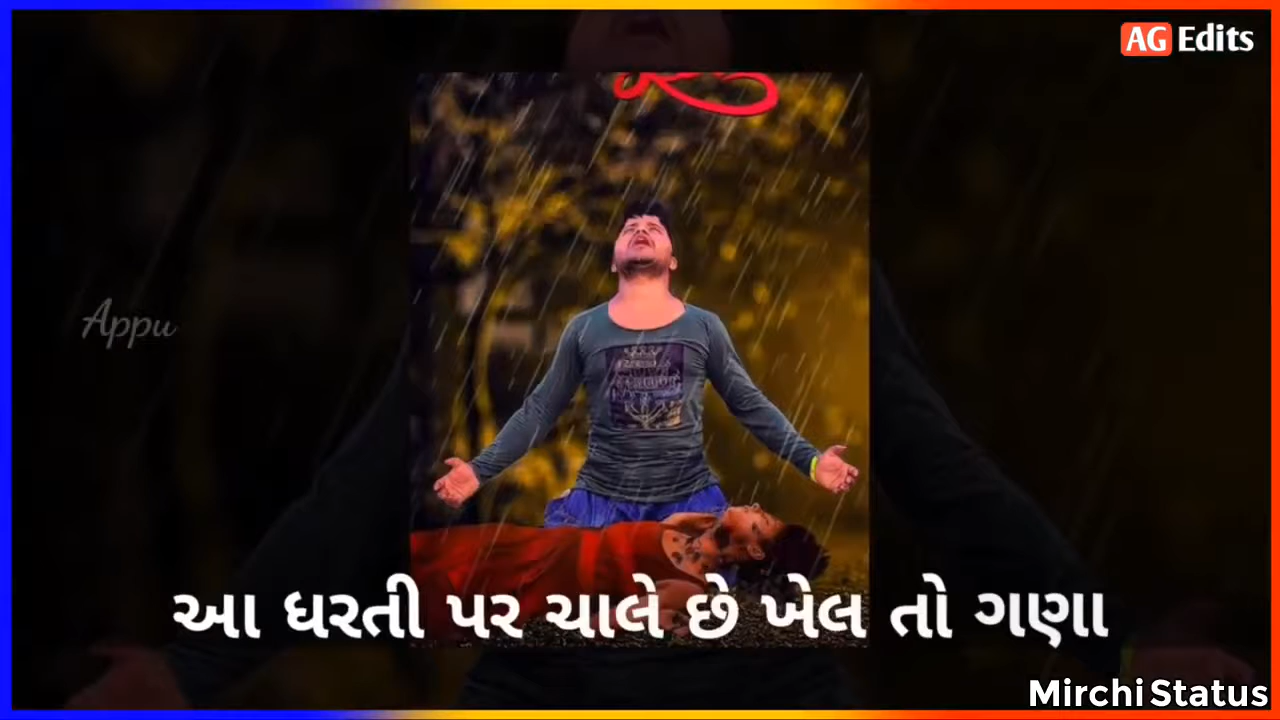 AG Edits
Appu
આ ધરતી પર ચાલે છે ખેલ તો ગણા
Mirchi Status